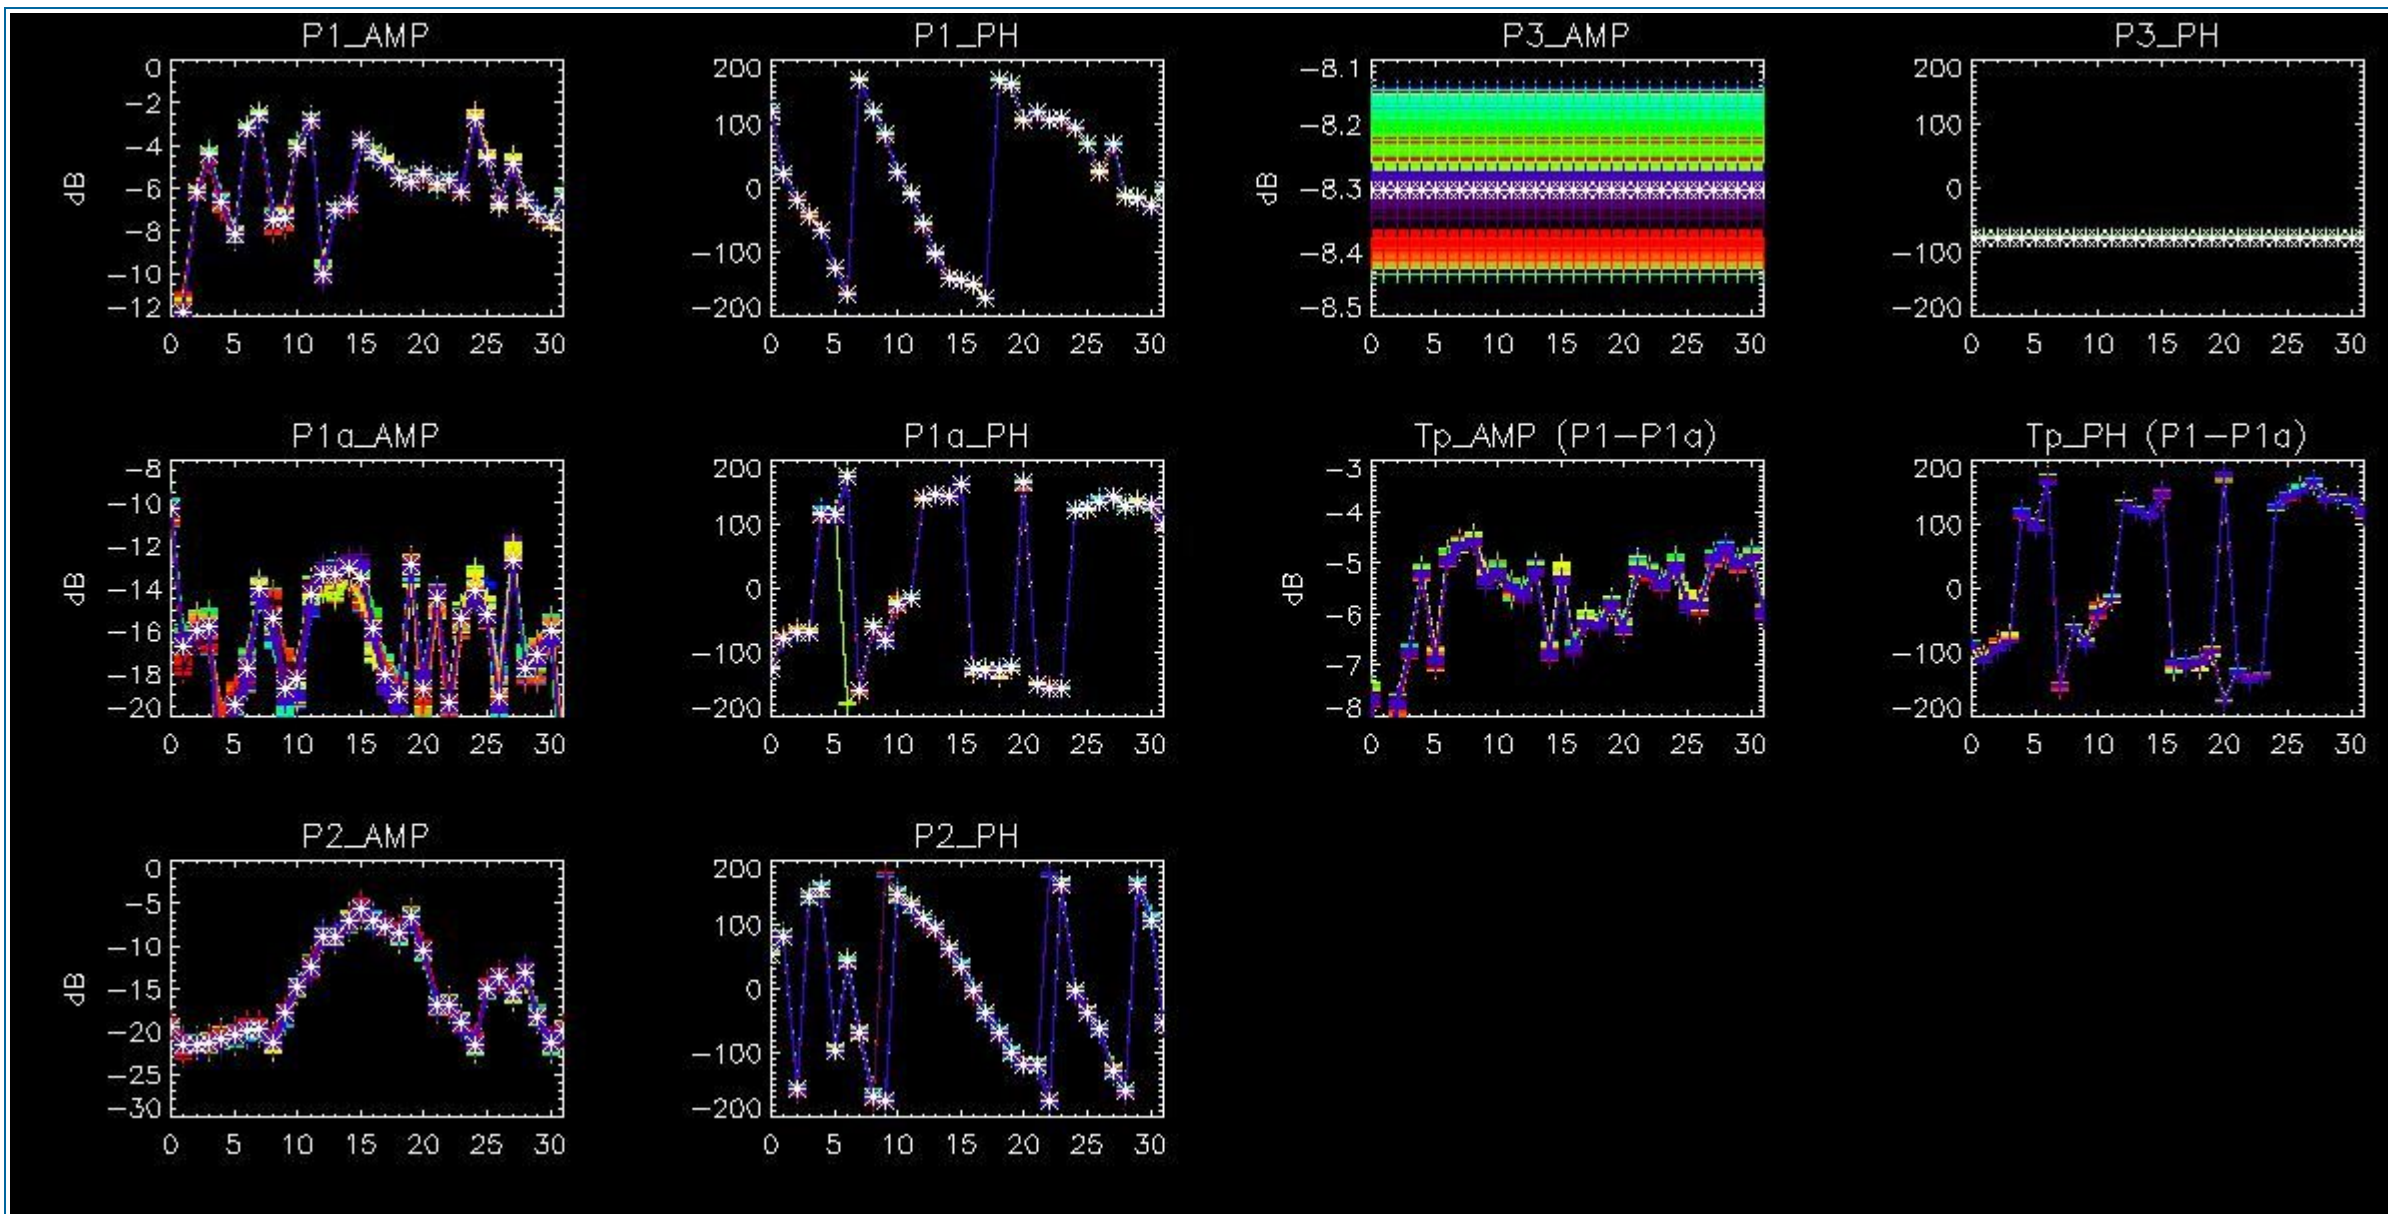 P1_AMP
0
−2
−4
−6
−8
−10
−12
dB
0 5 10 15 20 25 30
P1_PH
200
100
0
−100
−200
0 5 10 15 20 25 30
P3_AMP
−8.1
−8.2
−8.3
−8.4
−8.5
dB
0 5 10 15 20 25 30
P3_PH
200
100
0
−100
−200
0 5 10 15 20 25 30
P1a_AMP
−8
−10
−12
−14
−16
−18
−20
dB
0 5 10 15 20 25 30
P1a_PH
200
100
0
−100
−200
0 5 10 15 20 25 30
Tp_AMP (P1−P1a)
−3
−4
−5
−6
−7
−8
dB
0 5 10 15 20 25 30
Tp_PH (P1−P1a)
200
100
0
−100
−200
0 5 10 15 20 25 30
P2_AMP
0
−5
−10
−15
−20
−25
−30
dB
0 5 10 15 20 25 30
P2_PH
200
100
0
−100
−200
0 5 10 15 20 25 30